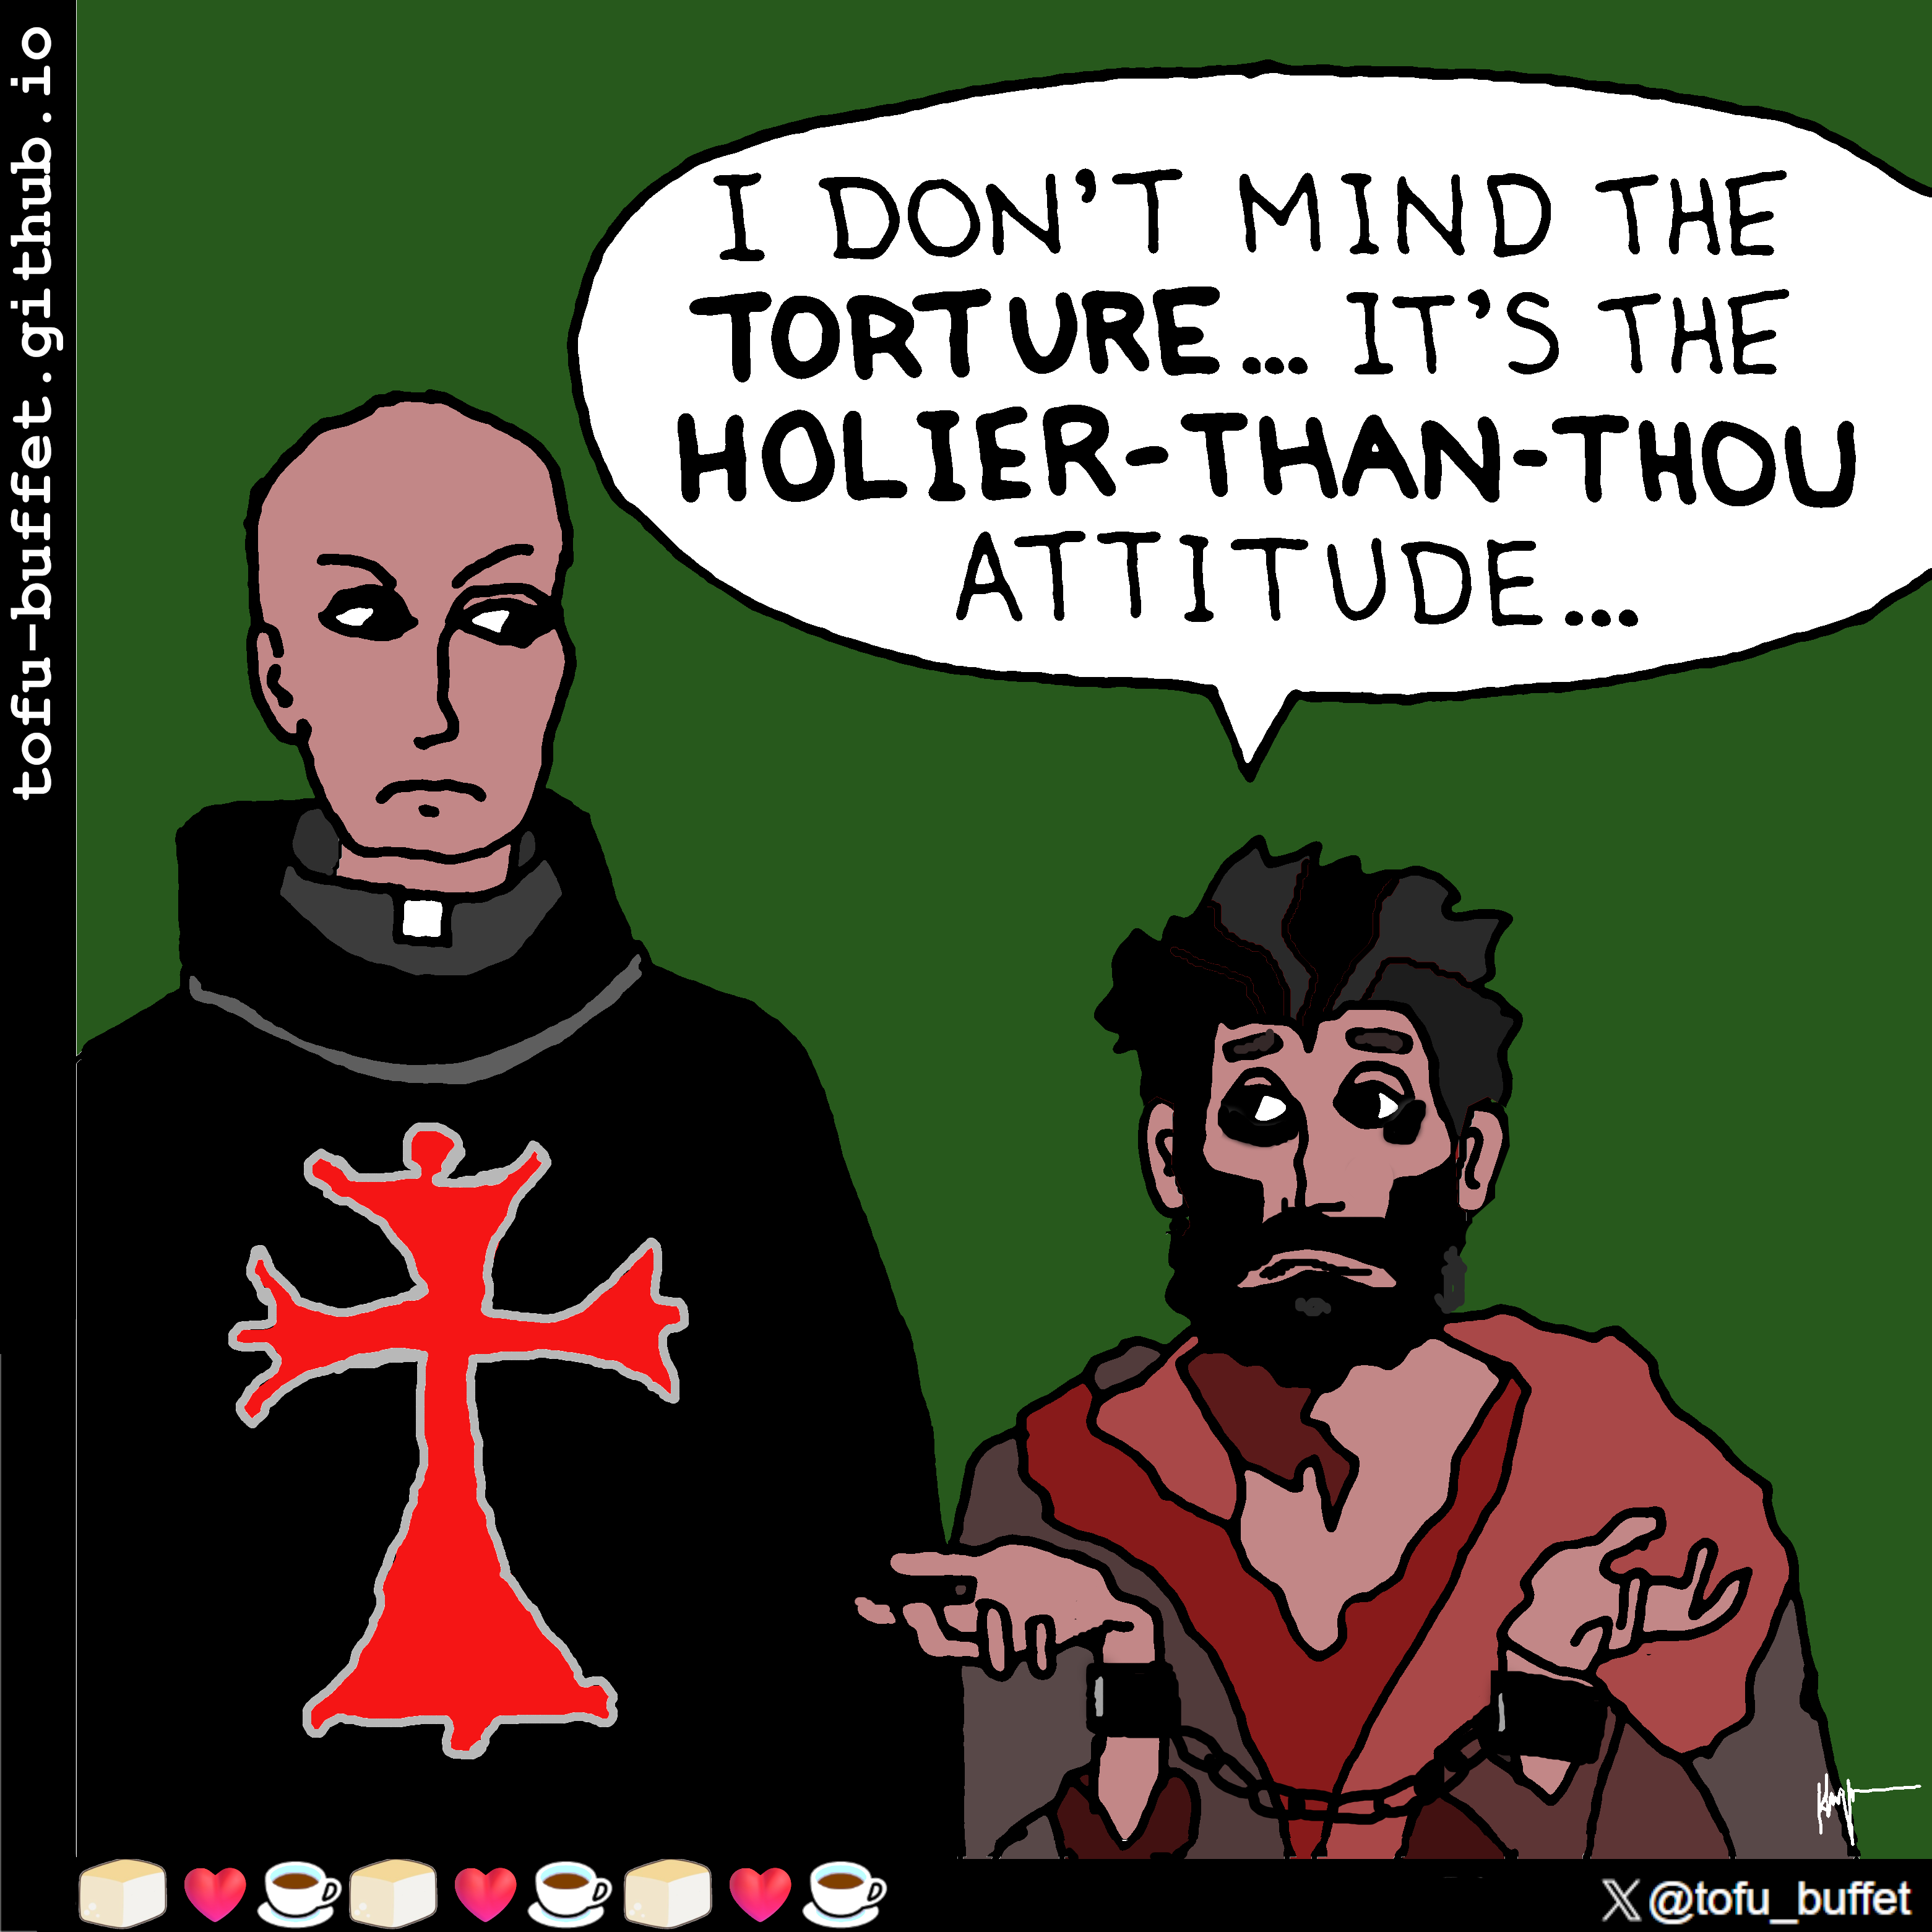 tofu-buffet.github.io
I DON'T MIND THE
TORTURE... IT'S THE
HOLIER-THAN-THOU
ATTITUDE...
𝕏 @tofu_buffet